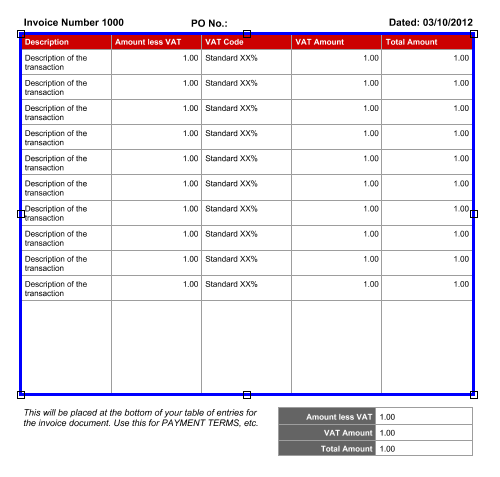 Invoice Number 1000 PO No.: Dated: 03/10/2012
Description Amount less VAT VAT Code VAT Amount Total Amount
Description of the 1.00 Standard XX% 1.00 1.00
transaction
Description of the 1.00 Standard XX% 1.00 1.00
transaction
Description of the 1.00 Standard XX% 1.00 1.00
transaction
Description of the 1.00 Standard XX% 1.00 1.00
transaction
Description of the 1.00 Standard XX% 1.00 1.00
transaction
Description of the 1.00 Standard XX% 1.00 1.00
transaction
Description of the 1.00 Standard XX% 1.00 1.00
transaction
Description of the 1.00 Standard XX% 1.00 1.00
transaction
Description of the 1.00 Standard XX% 1.00 1.00
transaction
Description of the 1.00 Standard XX% 1.00 1.00
transaction
This will be placed at the bottom of your table of entries for
the invoice document. Use this for PAYMENT TERMS, etc.
Amount less VAT 1.00
VAT Amount 1.00
Total Amount 1.00